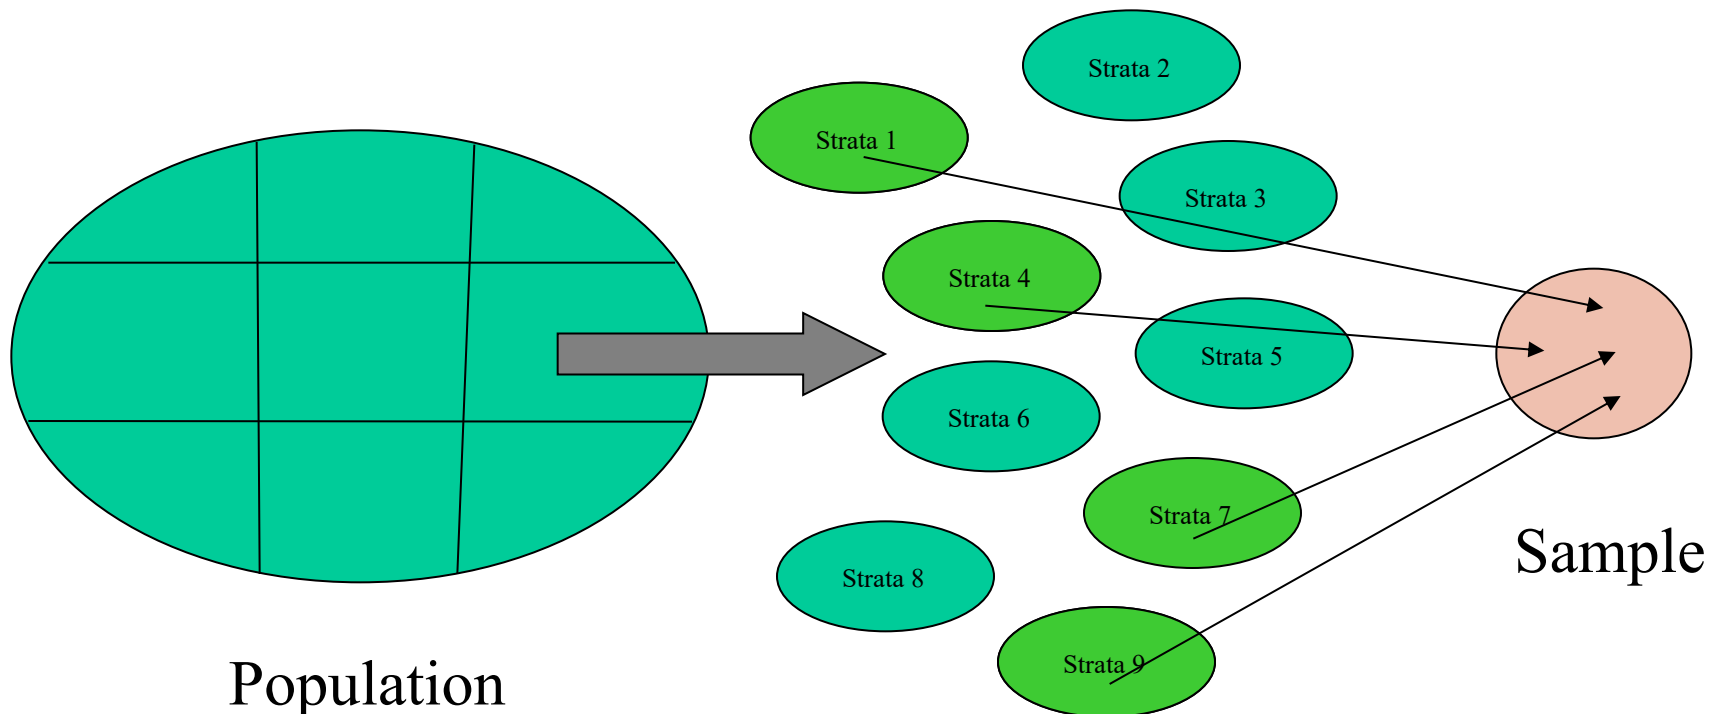 Strata 2
Strata 1
Strata 3
Strata 4
Strata 5
Strata 6
Strata 7
Sample
Strata 8
Strata 9
Population